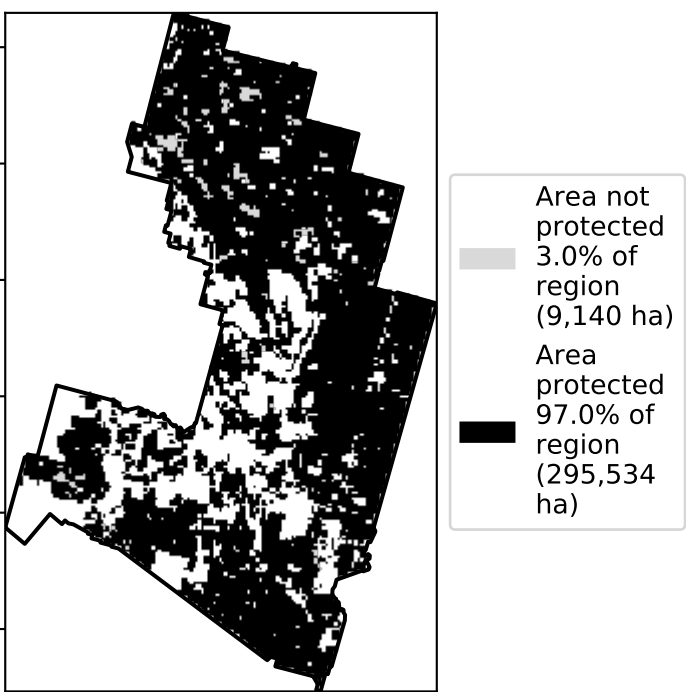 Area not
protected
3.0% of
region
(9,140 ha)
Area
protected
97.0% of
region
(295,534
ha)